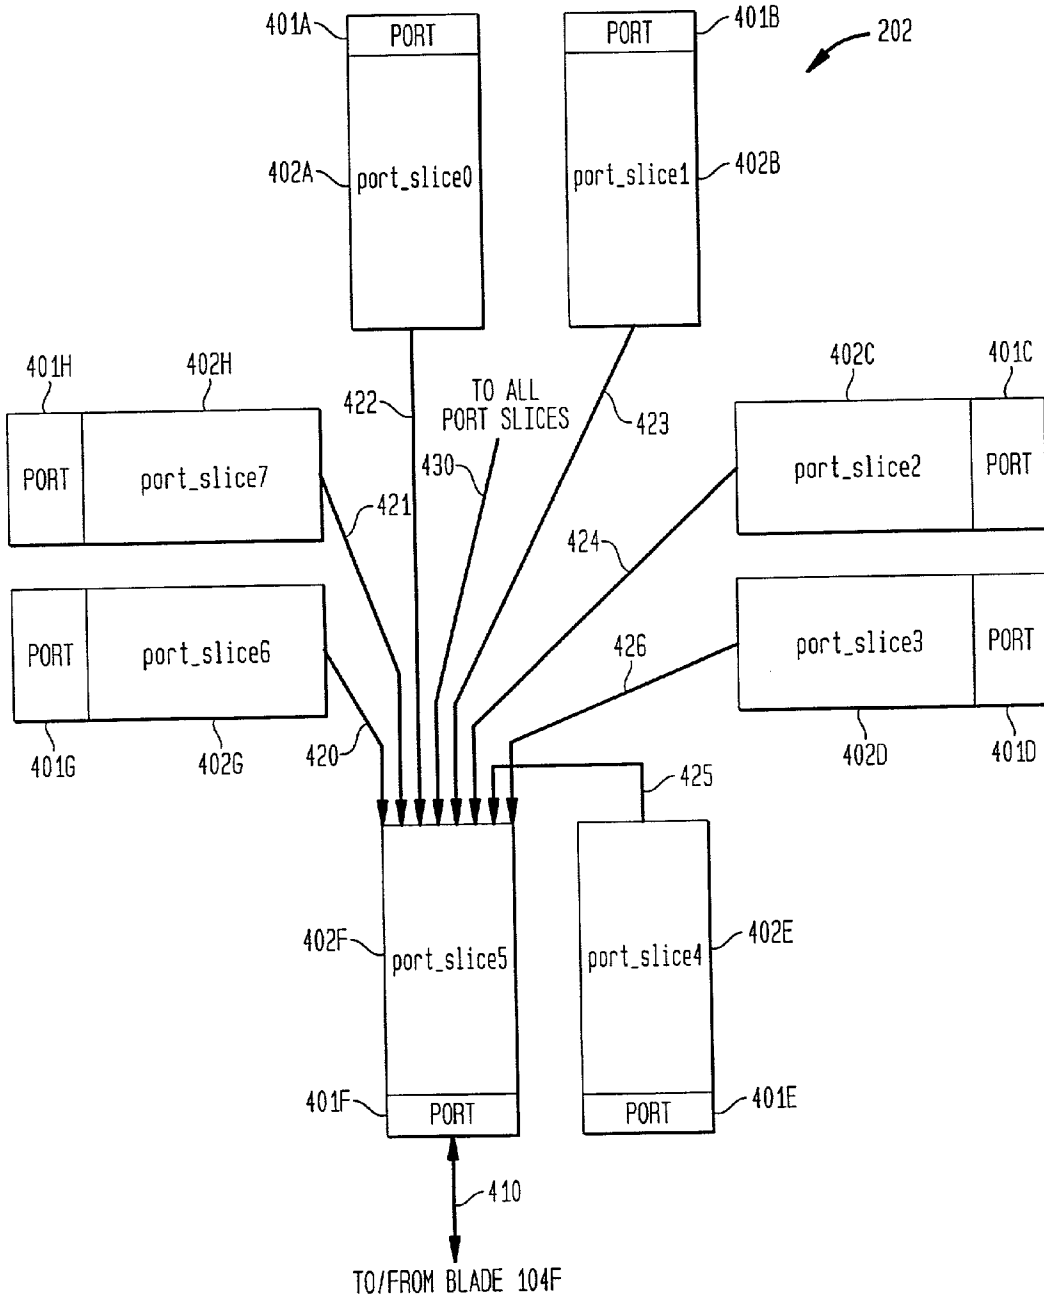 401A
PORT
PORT
401B
202
402A
port_slice0
port_slice1
402B
401H
402H
422
TO ALL
PORT SLICES
423
402C
401C
PORT
port_slice7
421
430
424
port_slice2
PORT
PORT
port_slice6
426
port_slice3
PORT
401G
402G
420
425
402D
401D
402F
port_slice5
port_slice4
402E
401F
PORT
PORT
401E
410
TO/FROM BLADE 104F